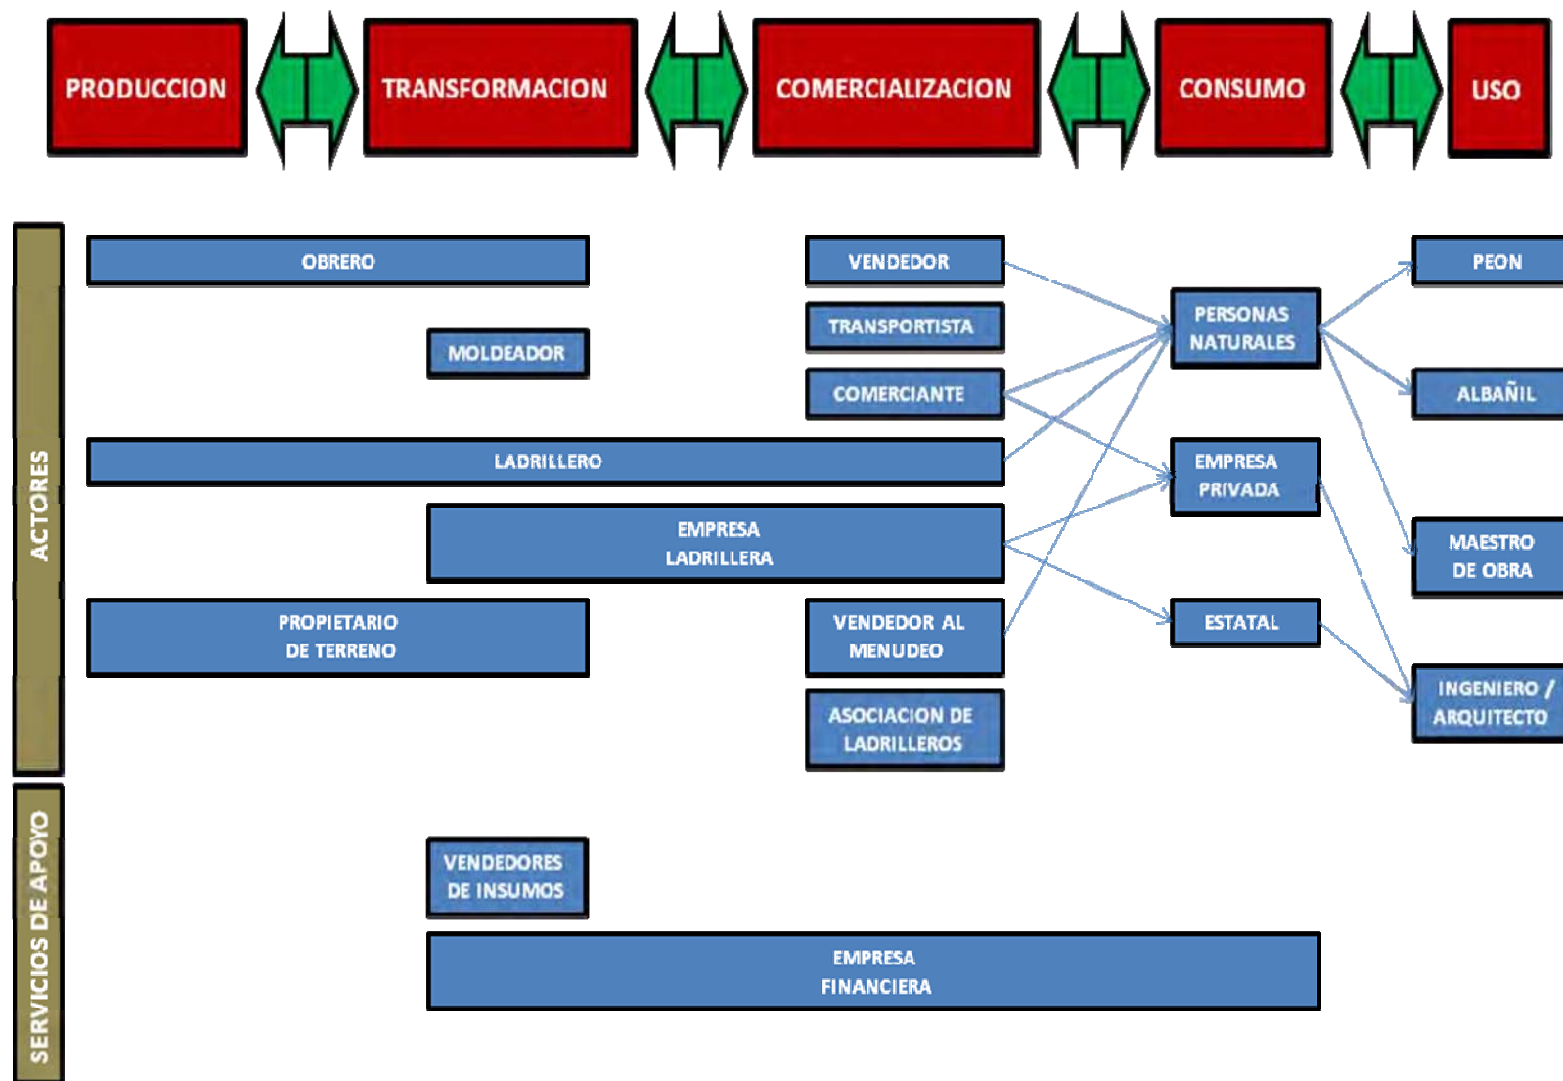 PRODUCCION
TRANSFORMACION
COMERCIALIZACION
CONSUMO
USO
ACTORES
OBRERO
VENDEDOR
PEON
PERSONAS
NATURALES
TRANSPORTISTA
MOLDEADOR
COMERCIANTE
ALBAÑIL
LADRILLERO
EMPRESA
PRIVADA
EMPRESA
LADRILLERA
MAESTRO
DE OBRA
PROPIETARIO
DE TERRENO
VENDEDOR AL
MENUDEO
ESTATAL
INGENIERO /
ARQUITECTO
ASOCIACION DE
LADRILLEROS
SERVICIOS DE APOYO
VENDEDORES
DE INSUMOS
EMPRESA
FINANCIERA